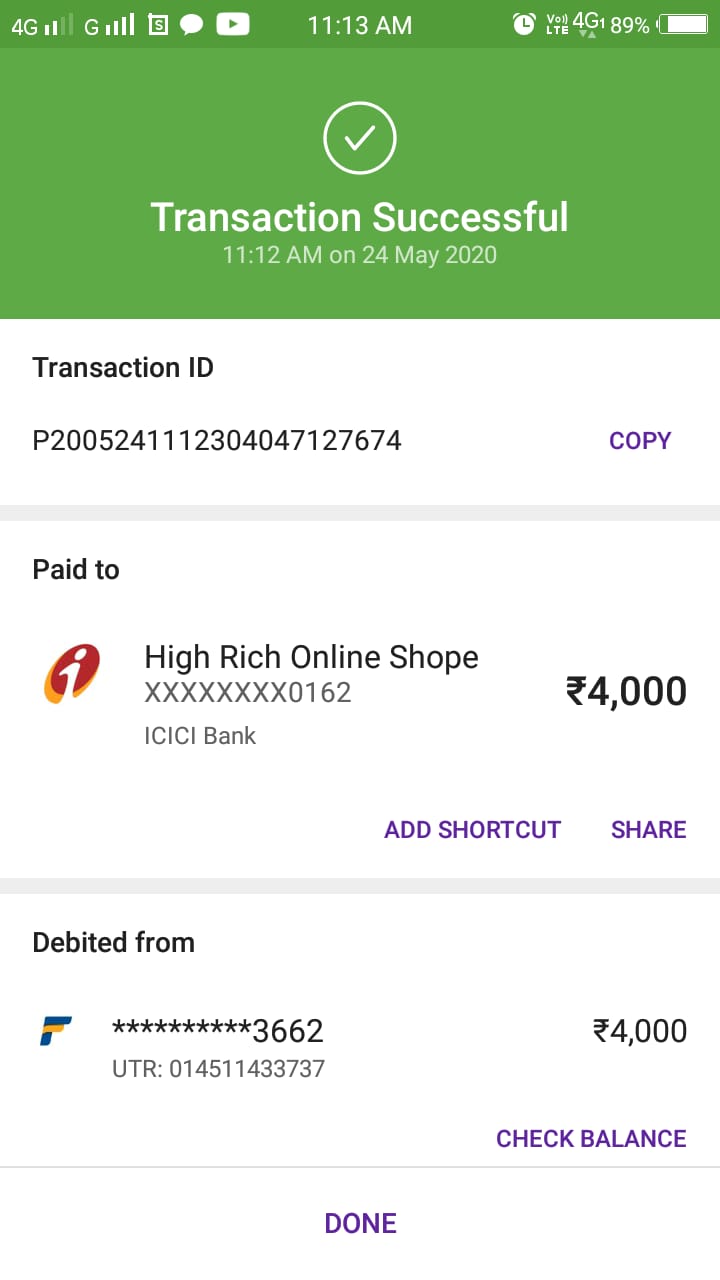 4G G S 11:13 AM Vo)) LTE 4G1 89%
Transaction Successful
11:12 AM on 24 May 2020
Transaction ID
P2005241112304047127674 COPY
Paid to
High Rich Online Shope
XXXXXXXX0162 ₹4,000
ICICI Bank
ADD SHORTCUT SHARE
Debited from
**********3662 ₹4,000
UTR: 014511433737
CHECK BALANCE
DONE